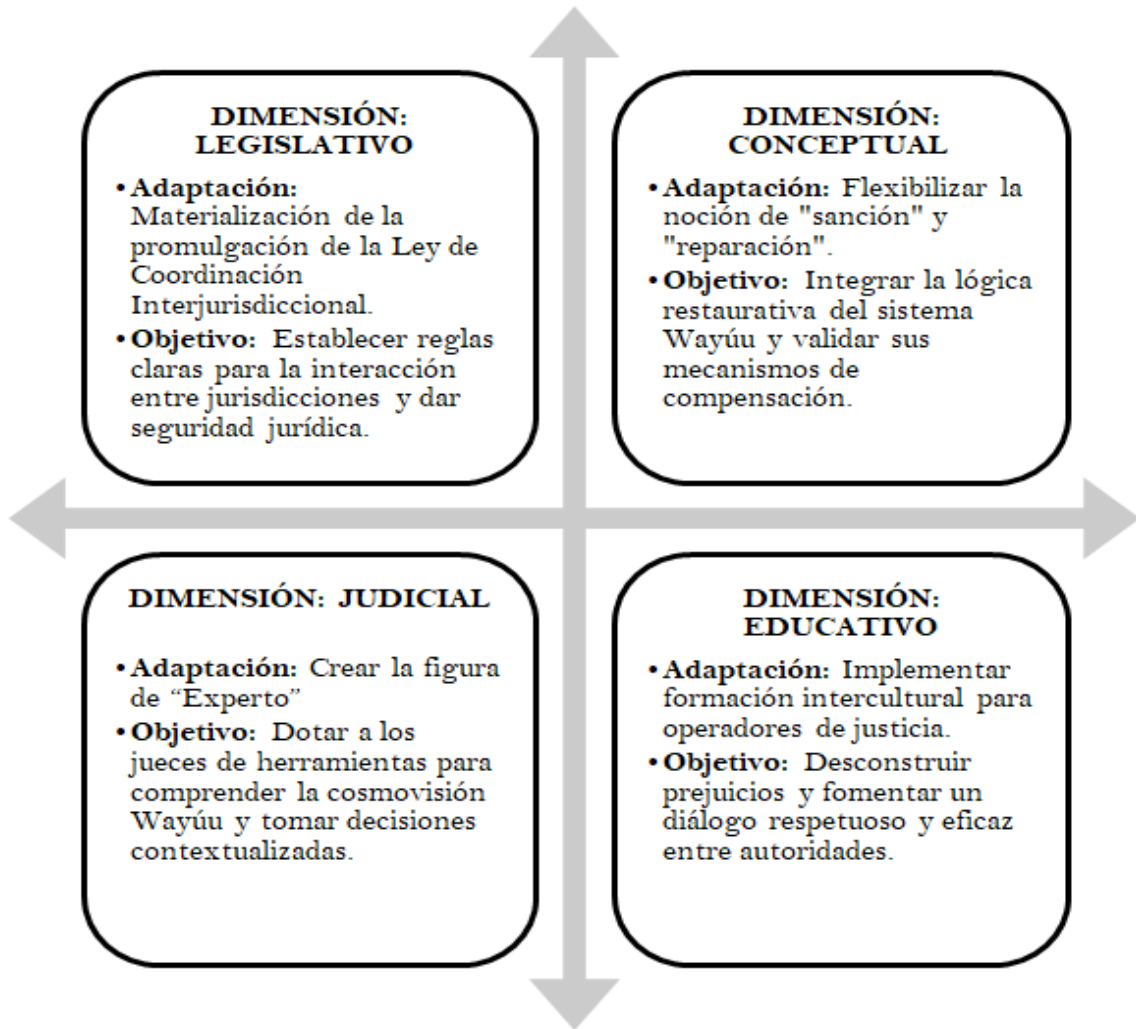 DIMENSIÓN:
LEGISLATIVO
• Adaptación:
Materialización de la
promulgación de la Ley de
Coordinación
Interjurisdiccional.
• Objetivo: Establecer reglas
claras para la interacción
entre jurisdicciones y dar
seguridad jurídica.
DIMENSIÓN:
CONCEPTUAL
• Adaptación: Flexibilizar la
noción de "sanción" y
"reparación".
• Objetivo: Integrar la lógica
restaurativa del sistema
Wayúu y validar sus
mecanismos de
compensación.
DIMENSIÓN: JUDICIAL
• Adaptación: Crear la figura
de “Experto”
• Objetivo: Dotar a los
jueces de herramientas para
comprender la cosmovisión
Wayúu y tomar decisiones
contextualizadas.
DIMENSIÓN:
EDUCATIVO
• Adaptación: Implementar
formación intercultural para
operadores de justicia.
• Objetivo: Desconstruir
prejuicios y fomentar un
diálogo respetuoso y eficaz
entre autoridades.